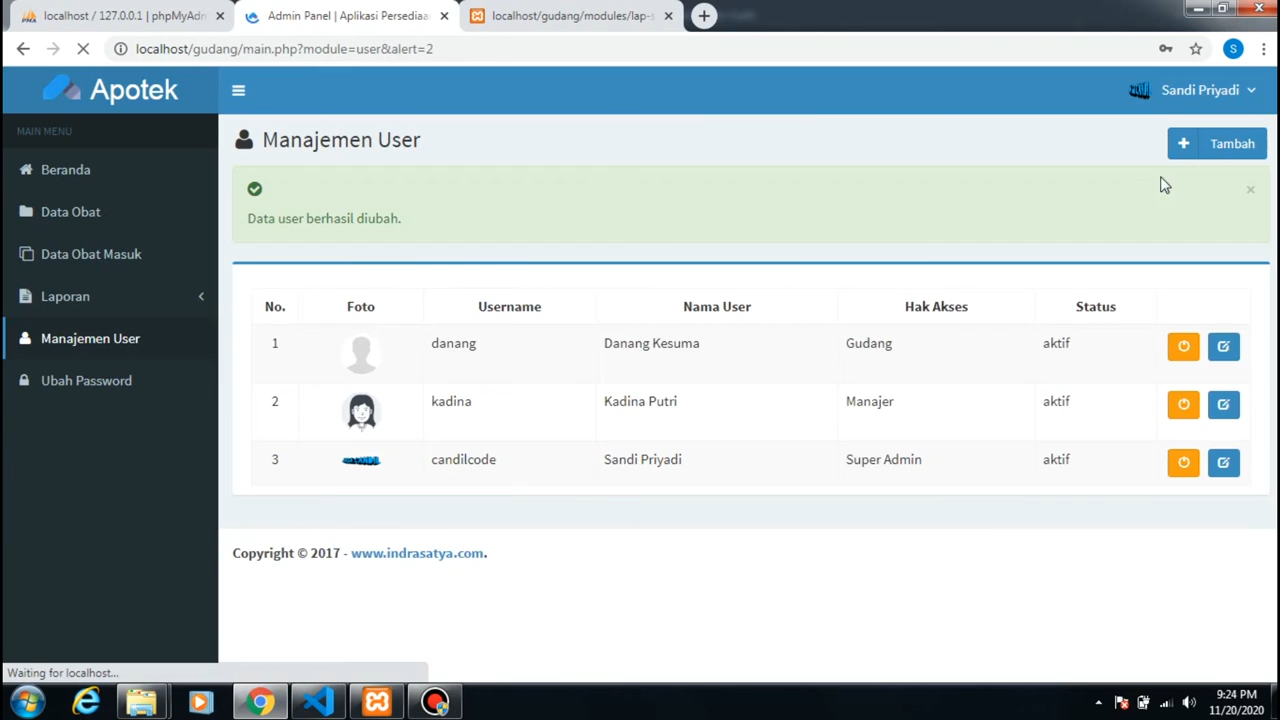 localhost / 127.0.0.1 | phpMyAdn
Admin Panel | Aplikasi Persediaa
localhost/gudang/modules/lap-s
localhost/gudang/main.php?module=user&alert=2
S
Apotek
Sandi Priyadi
MAIN MENU
Beranda
Data Obat
Data Obat Masuk
Laporan
Manajemen User
Ubah Password
Manajemen User
Tambah
Data user berhasil diubah.
×
No. Foto Username Nama User Hak Akses Status
1 danang Danang Kesuma Gudang aktif
2 kadina Kadina Putri Manajer aktif
3 candilcode Sandi Priyadi Super Admin aktif
Copyright © 2017 - www.indrasatya.com.
Waiting for localhost...
9:24 PM
11/20/2020